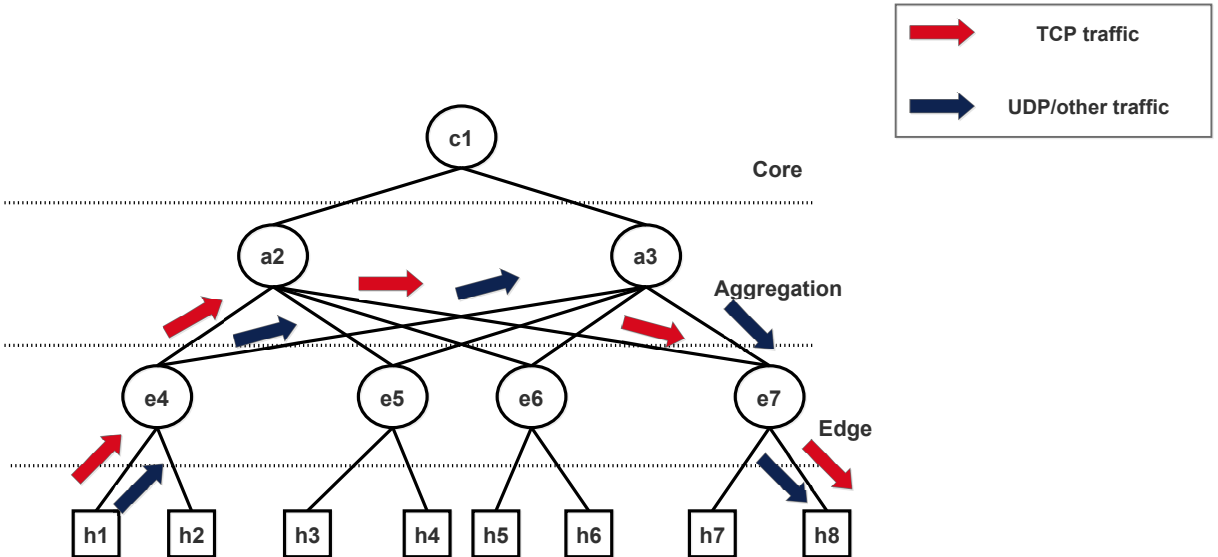 TCP traffic
UDP/other traffic
c1
Core
a2
a3
Aggregation
e4
e5
e6
e7
Edge
h1
h2
h3
h4
h5
h6
h7
h8